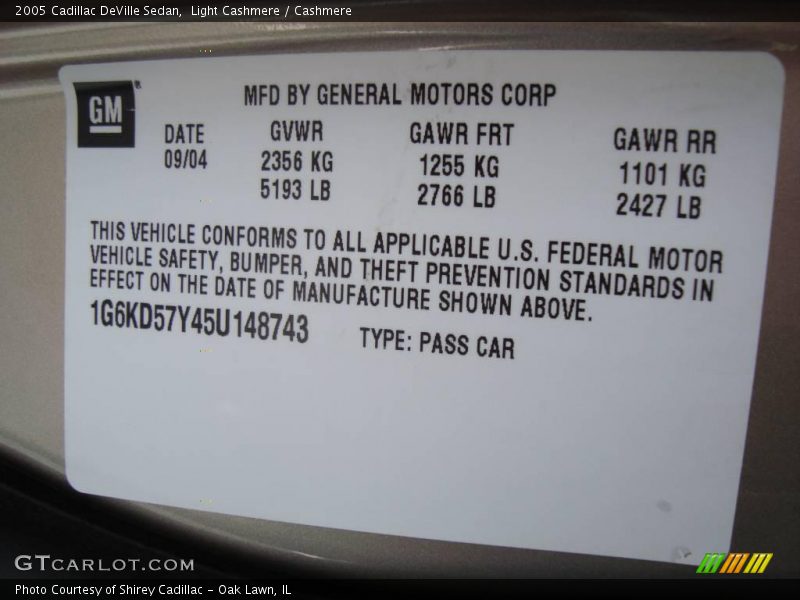 2005 Cadillac DeVille Sedan, Light Cashmere / Cashmere
GM
MFD BY GENERAL MOTORS CORP
DATE GVWR GAWR FRT GAWR RR
09/04 2356 KG 1255 KG 1101 KG
5193 LB 2766 LB 2427 LB
THIS VEHICLE CONFORMS TO ALL APPLICABLE U.S. FEDERAL MOTOR
VEHICLE SAFETY, BUMPER, AND THEFT PREVENTION STANDARDS IN
EFFECT ON THE DATE OF MANUFACTURE SHOWN ABOVE.
1G6KD57Y45U148743 TYPE: PASS CAR
GTCARLOT.COM
Photo Courtesy of Shirey Cadillac - Oak Lawn, IL